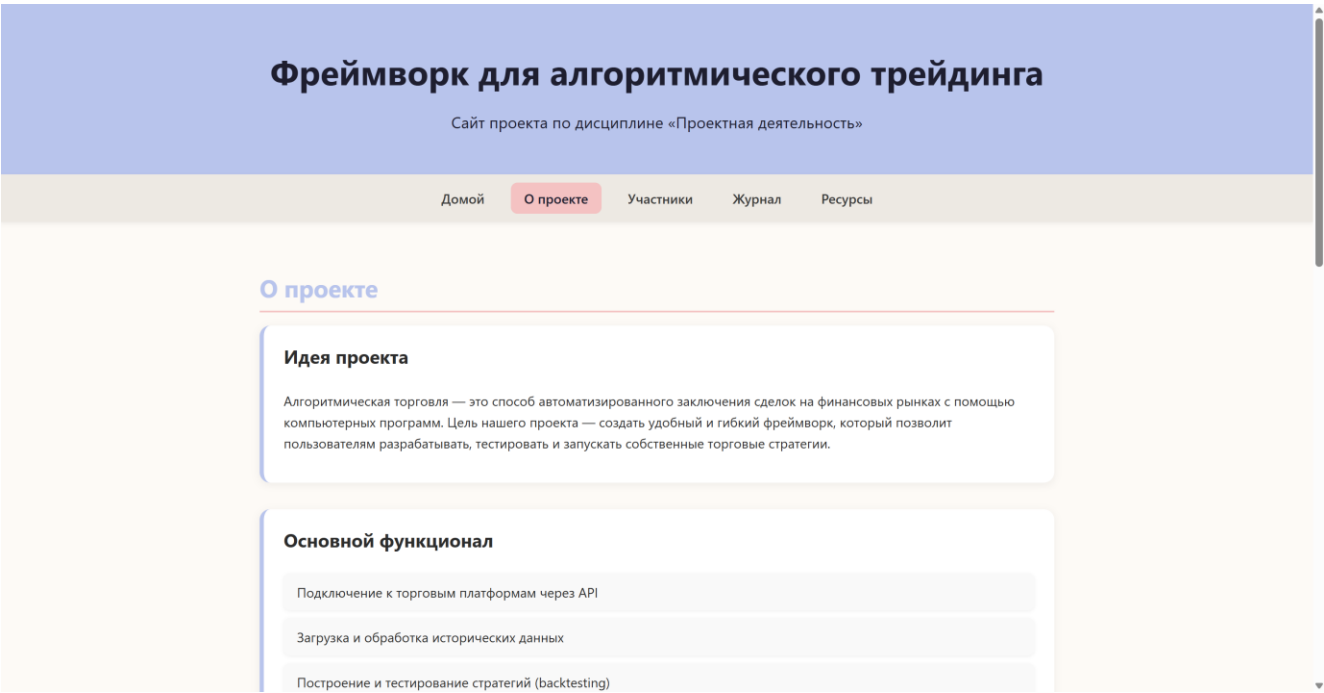 Фреймворк для алгоритмического трейдинга
Сайт проекта по дисциплине «Проектная деятельность»
Домой О проекте Участники Журнал Ресурсы
О проекте
Идея проекта
Алгоритмическая торговля — это способ автоматизированного заключения сделок на финансовых рынках с помощью
компьютерных программ. Цель нашего проекта — создать удобный и гибкий фреймворк, который позволит
пользователям разрабатывать, тестировать и запускать собственные торговые стратегии.
Основной функционал
Подключение к торговым платформам через API
Загрузка и обработка исторических данных
Построение и тестирование стратегий (backtesting)